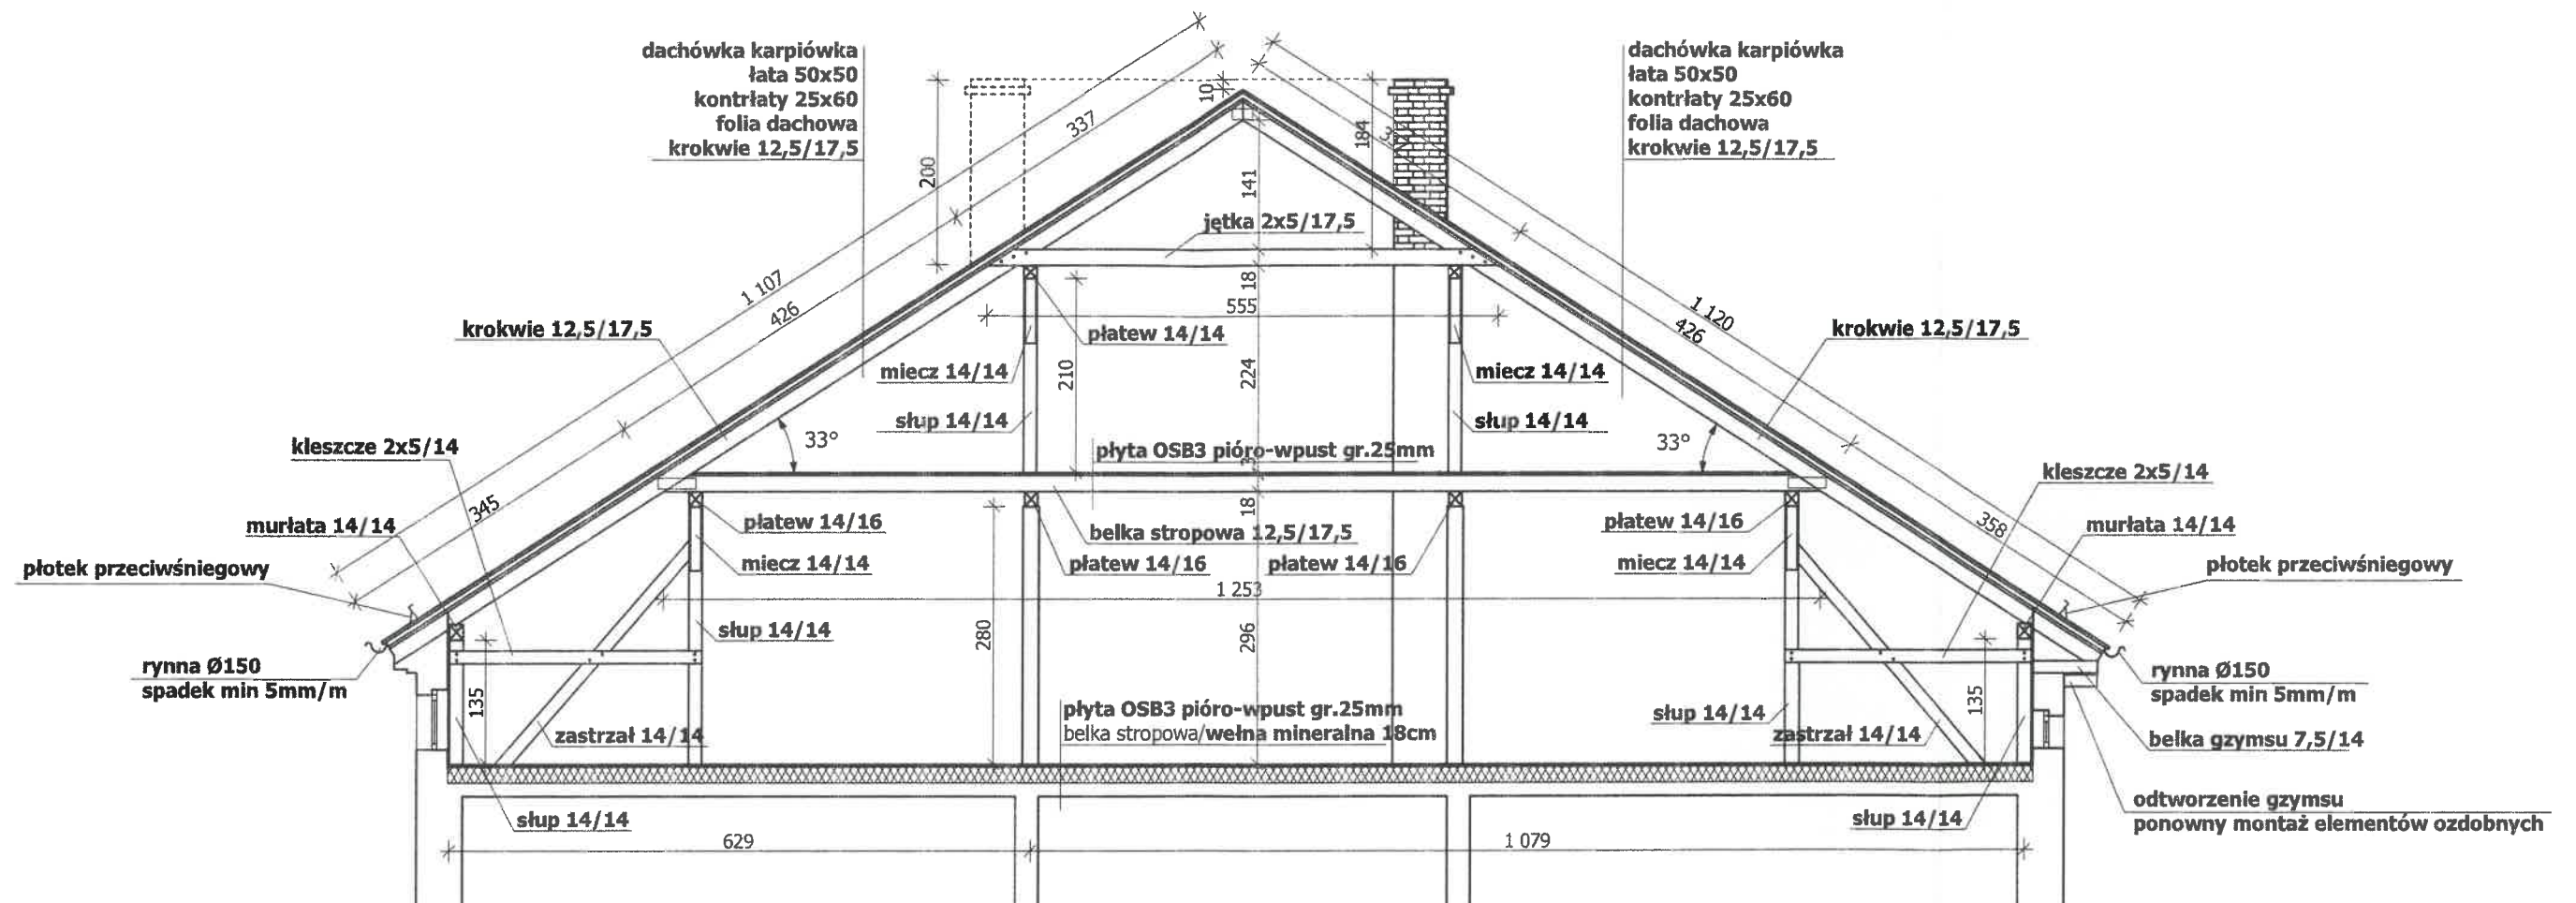 dachówka karpiówka
łata 50x50
kontrłaty 25x60
folia dachowa
krokwie 12,5/17,5
dachówka karpiówka
łata 50x50
kontrłaty 25x60
folia dachowa
krokwie 12,5/17,5
10
337
184
200
141
jętka 2x5/17,5
1 107
426
18
555
1 120
426
krokwie 12,5/17,5
płatew 14/14
krokwie 12,5/17,5
miecz 14/14
210
224
miecz 14/14
słup 14/14
słup 14/14
33°
33°
kleszcze 2x5/14
płyta OSB3 pióro-wpust gr.25mm
kleszcze 2x5/14
345
18
358
murłata 14/14
płatew 14/16
belka stropowa 12,5/17,5
płatew 14/16
murłata 14/14
płotek przeciwśniegowy
miecz 14/14
płatew 14/16
płatew 14/16
miecz 14/14
płotek przeciwśniegowy
1 253
słup 14/14
280
296
rynna Ø150
spadek min 5mm/m
135
135
rynna Ø150
spadek min 5mm/m
płyta OSB3 pióro-wpust gr.25mm
belka stropowa/wełna mineralna 18cm
słup 14/14
zastrzał 14/14
zastrzał 14/14
belka gzymsu 7,5/14
słup 14/14
słup 14/14
odtworzenie gzymsu
ponowny montaż elementów ozdobnych
629
1 079